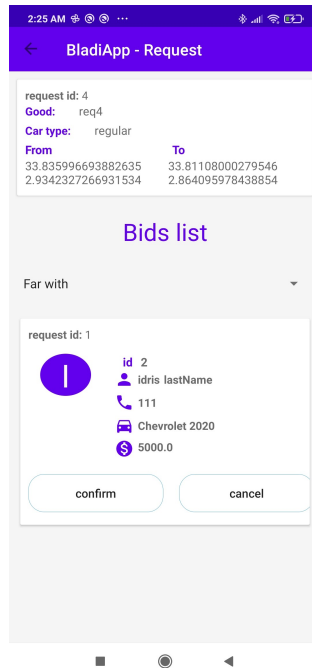 2:25 AM
BladiApp - Request
request id: 4
Good: req4
Car type: regular
From To
33.835996693882635 33.81108000279546
2.9342327266931534 2.864095978438854
Bids list
Far with
request id: 1
I
id 2
idris lastName
111
Chevrolet 2020
5000.0
confirm cancel